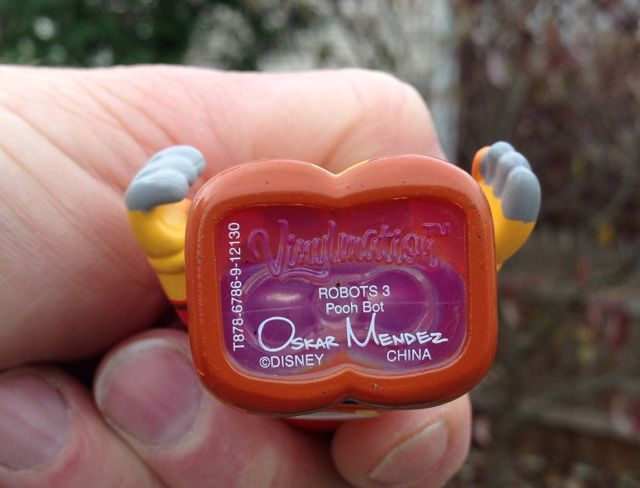 Vinylmation™
ROBOTS 3
Pooh Bot
OSKAR MENDEZ
©DISNEY CHINA
T878-6786-9-12130